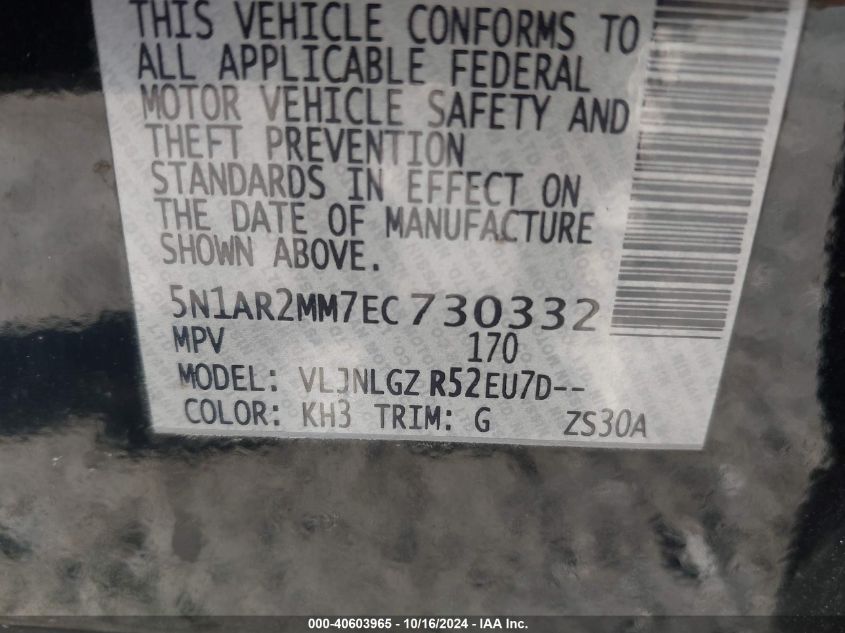 THIS VEHICLE CONFORMS TO
ALL APPLICABLE FEDERAL
MOTOR VEHICLE SAFETY AND
THEFT PREVENTION
STANDARDS IN EFFECT ON
THE DATE OF MANUFACTURE
SHOWN ABOVE.
5N1AR2MM7EC730332
MPV 170
MODEL: VLJNLGZ R52EU7D--
COLOR: KH3 TRIM: G ZS30A
000-40603965 - 10/16/2024 - IAA Inc.